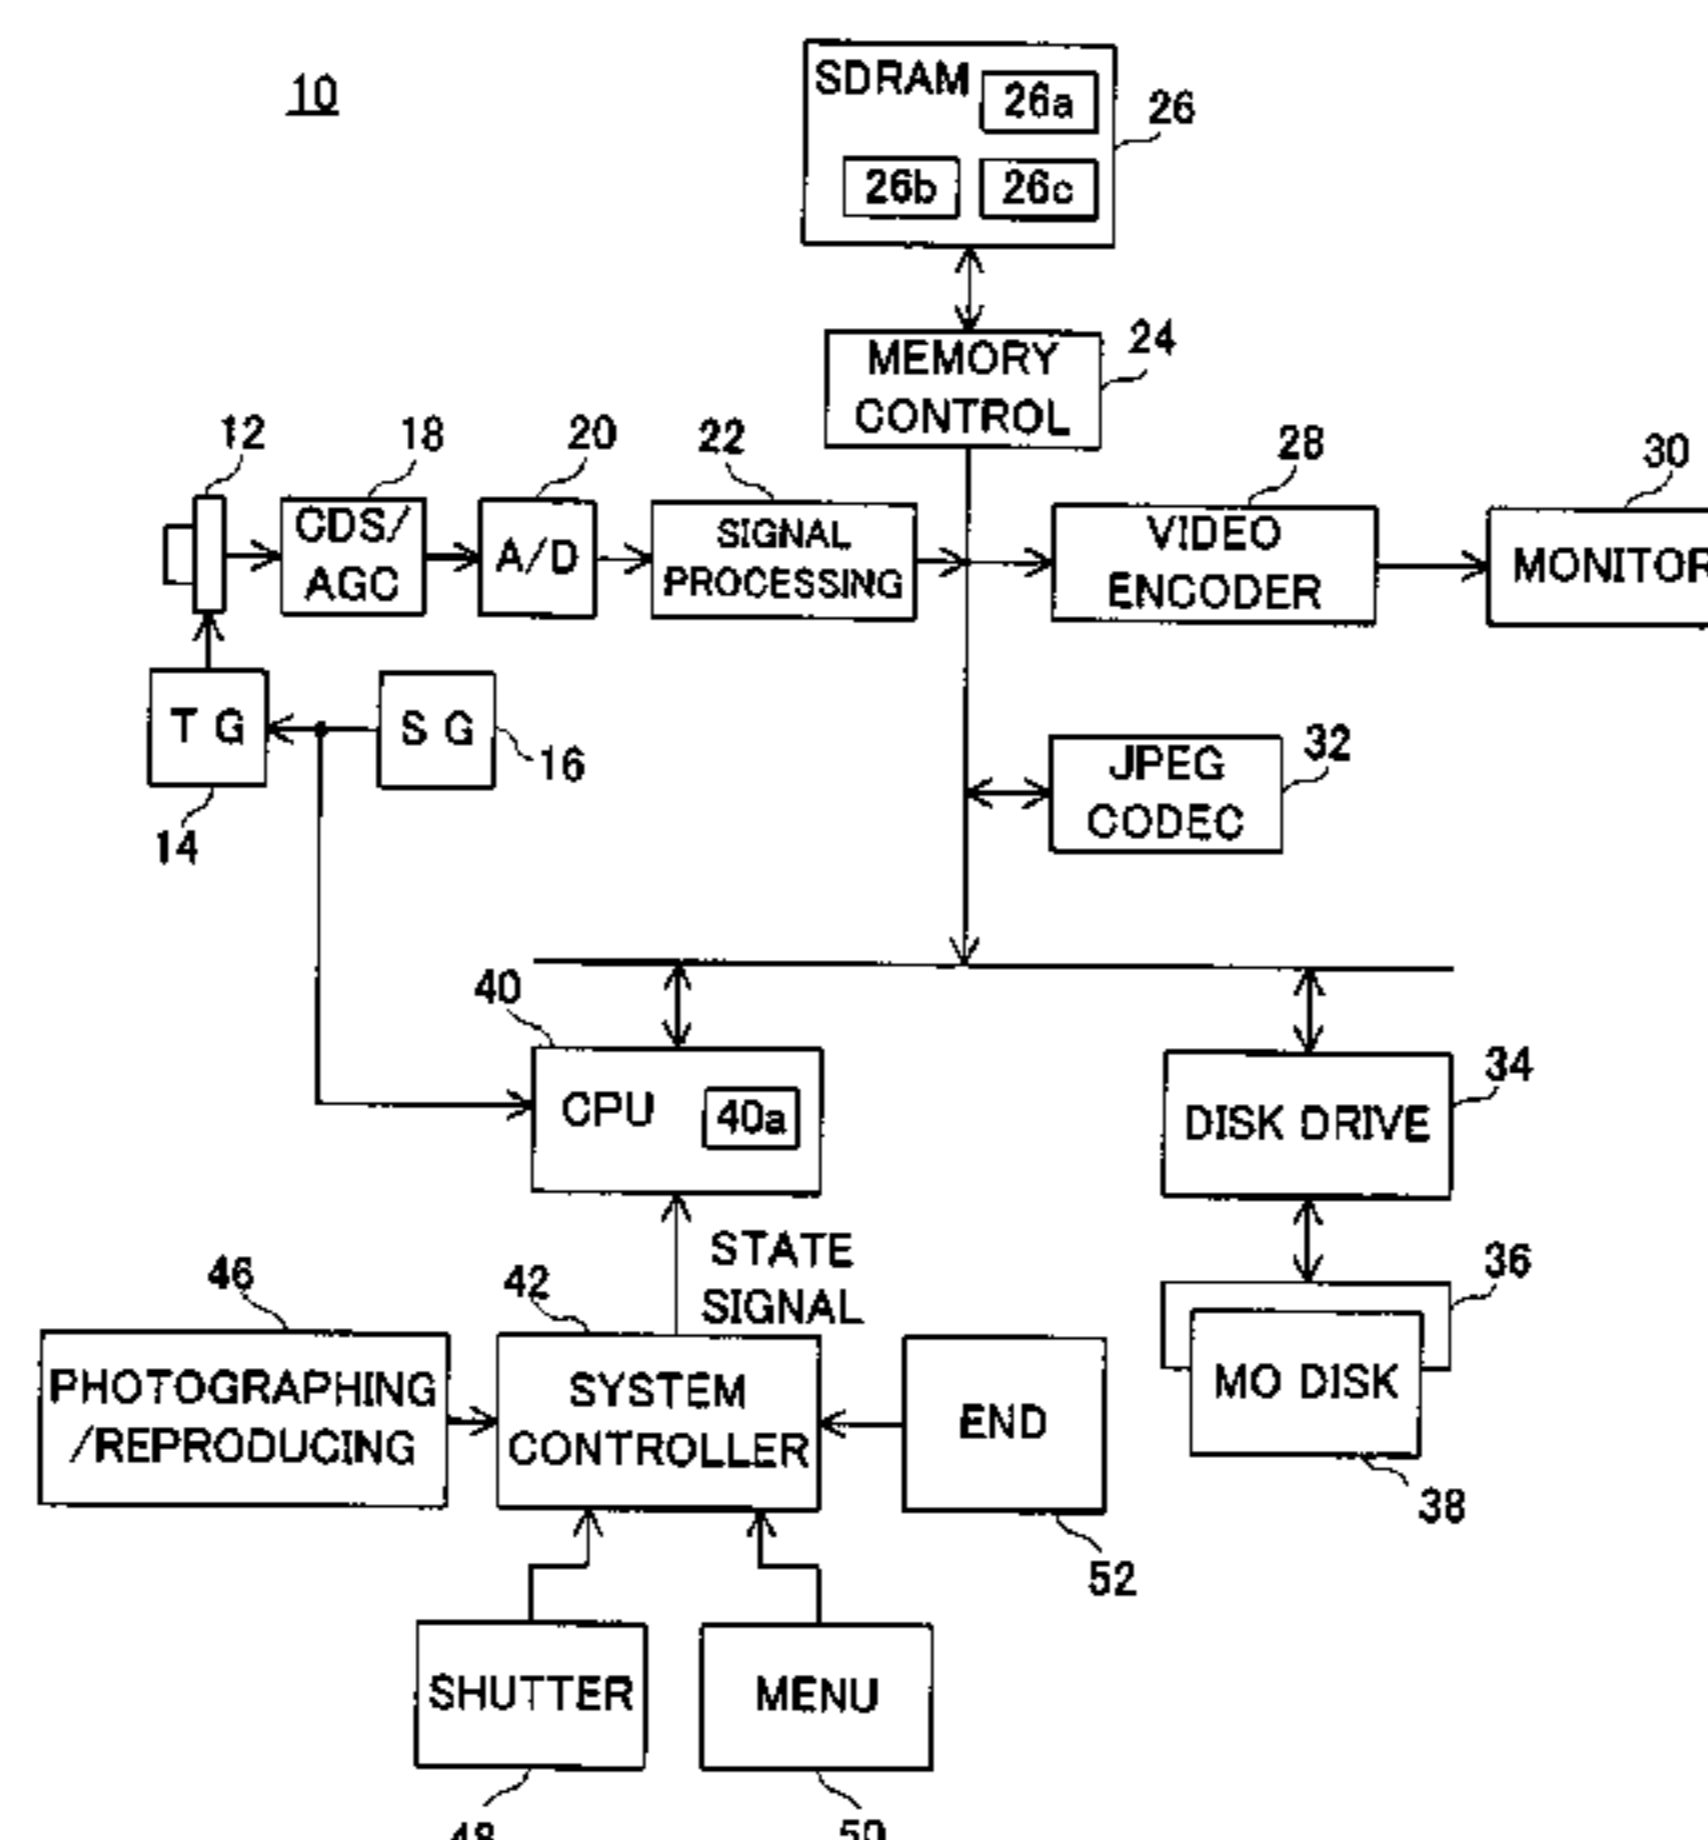 10
SDRAM
26a
26
26b
26c
MEMORY
CONTROL
24
12
18
20
22
28
30
CDS/
AGC
A/D
SIGNAL
PROCESSING
VIDEO
ENCODER
MONITOR
T G
S G
16
14
JPEG
CODEC
32
40
CPU
40a
34
DISK DRIVE
STATE
SIGNAL
36
MO DISK
38
46
42
PHOTOGRAPHING
/REPRODUCING
SYSTEM
CONTROLLER
END
52
SHUTTER
MENU
48
50